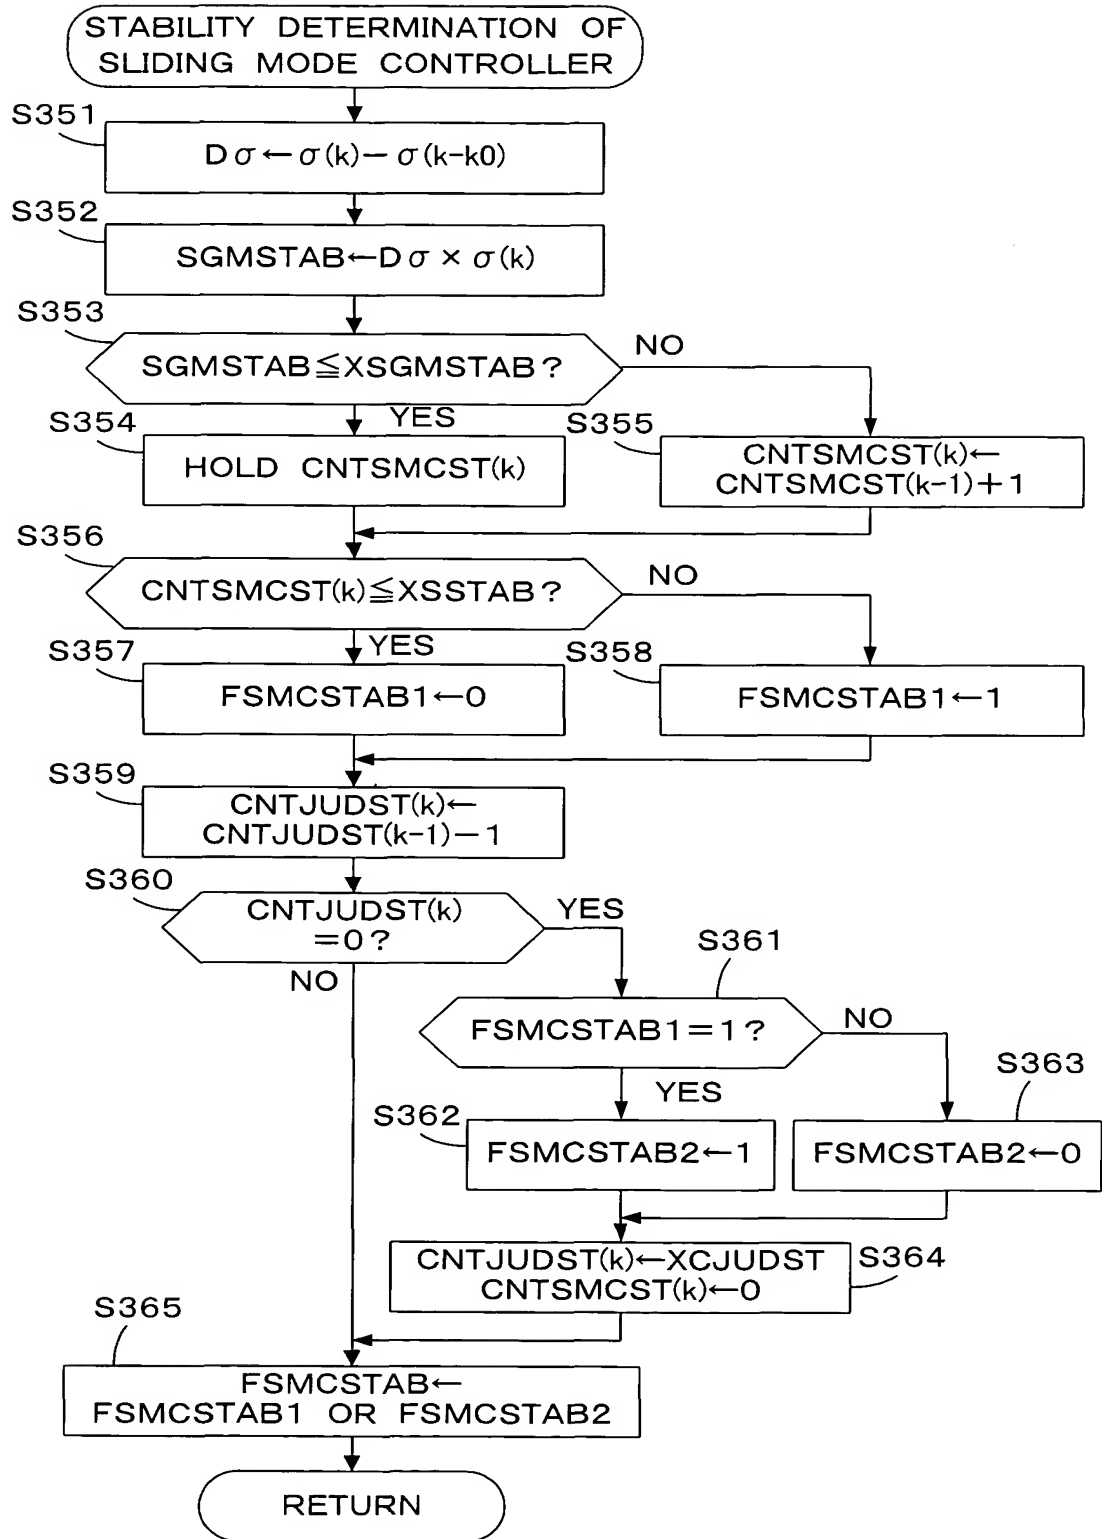 STABILITY DETERMINATION OF
SLIDING MODE CONTROLLER
S351
Dσ←σ(k)−σ(k-k0)
S352
SGMSTAB←Dσ×σ(k)
S353
SGMSTAB≦XSGMSTAB?
NO
YES
S354
HOLD CNTSMCST(k)
S355
CNTSMCST(k)←
CNTSMCST(k-1)+1
S356
CNTSMCST(k)≦XSSTAB?
NO
YES
S357
FSMCSTAB1←0
S358
FSMCSTAB1←1
S359
CNTJUDST(k)←
CNTJUDST(k-1)−1
S360
CNTJUDST(k)
=0?
YES
NO
S361
FSMCSTAB1=1?
NO
YES
S362
FSMCSTAB2←1
S363
FSMCSTAB2←0
CNTJUDST(k)←XCJUDST
CNTSMCST(k)←0
S364
S365
FSMCSTAB←
FSMCSTAB1 OR FSMCSTAB2
RETURN